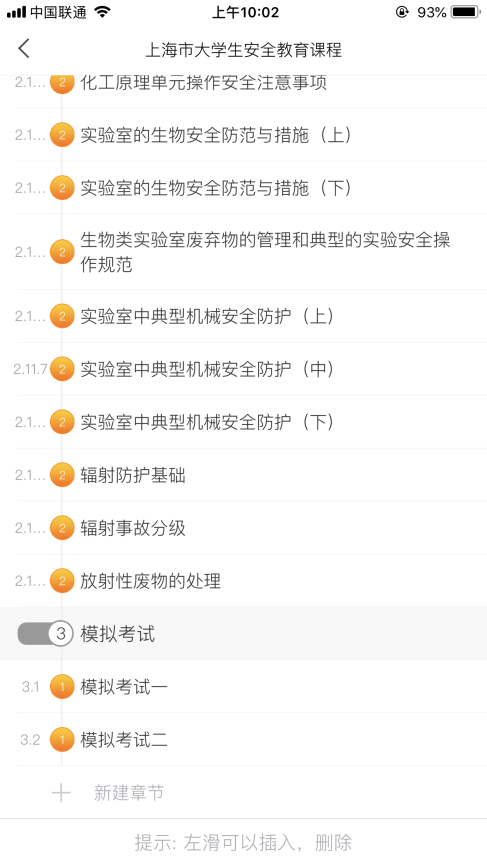 中国联通 上午10:02 93%
上海市大学生安全教育课程
2.1... 2 化工原理单元操作安全注意事项
2.1... 2 实验室的生物安全防范与措施（上）
2.1... 2 实验室的生物安全防范与措施（下）
2.1... 2 生物类实验室废弃物的管理和典型的实验安全操
作规范
2.1... 2 实验室中典型机械安全防护（上）
2.11.7 2 实验室中典型机械安全防护（中）
2.1... 2 实验室中典型机械安全防护（下）
2.1... 2 辐射防护基础
2.1... 2 辐射事故分级
2.1... 2 放射性废物的处理
3 模拟考试
3.1 1 模拟考试一
3.2 1 模拟考试二
新建章节
提示: 左滑可以插入，删除